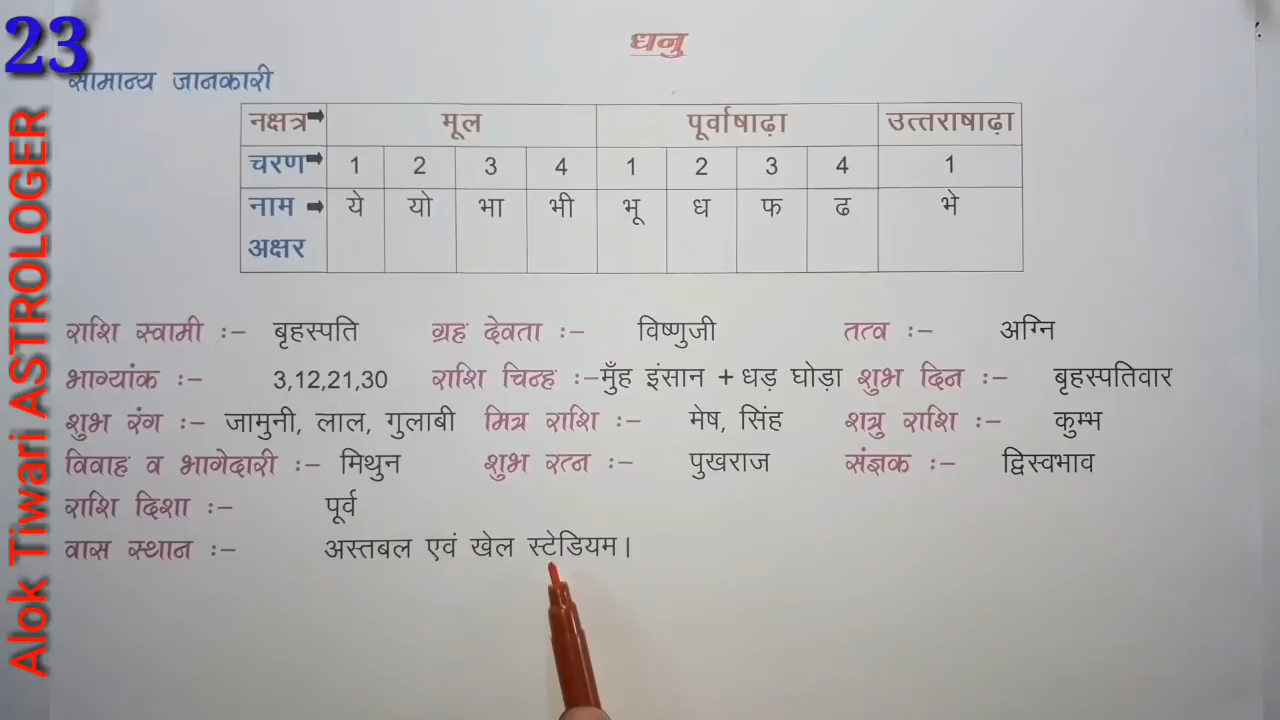 23
Alok Tiwari ASTROLOGER
धनु
सामान्य जानकारी
नक्षत्र➡ मूल पूर्वाषाढ़ा उत्तराषाढ़ा
चरण➡ 1 2 3 4 1 2 3 4 1
नाम ➡ ये यो भा भी भू ध फ ढ भे
अक्षर
राशि स्वामी :- बृहस्पति ग्रह देवता :- विष्णुजी तत्व :- अग्नि
भाग्यांक :- 3,12,21,30 राशि चिन्ह :-मुँह इंसान + धड़ घोड़ा शुभ दिन :- बृहस्पतिवार
शुभ रंग :- जामुनी, लाल, गुलाबी मित्र राशि :- मेष, सिंह शत्रु राशि :- कुम्भ
विवाह व भागेदारी :- मिथुन शुभ रत्न :- पुखराज संज्ञक :- द्विस्वभाव
राशि दिशा :- पूर्व
वास स्थान :- अस्तबल एवं खेल स्टेडियम।